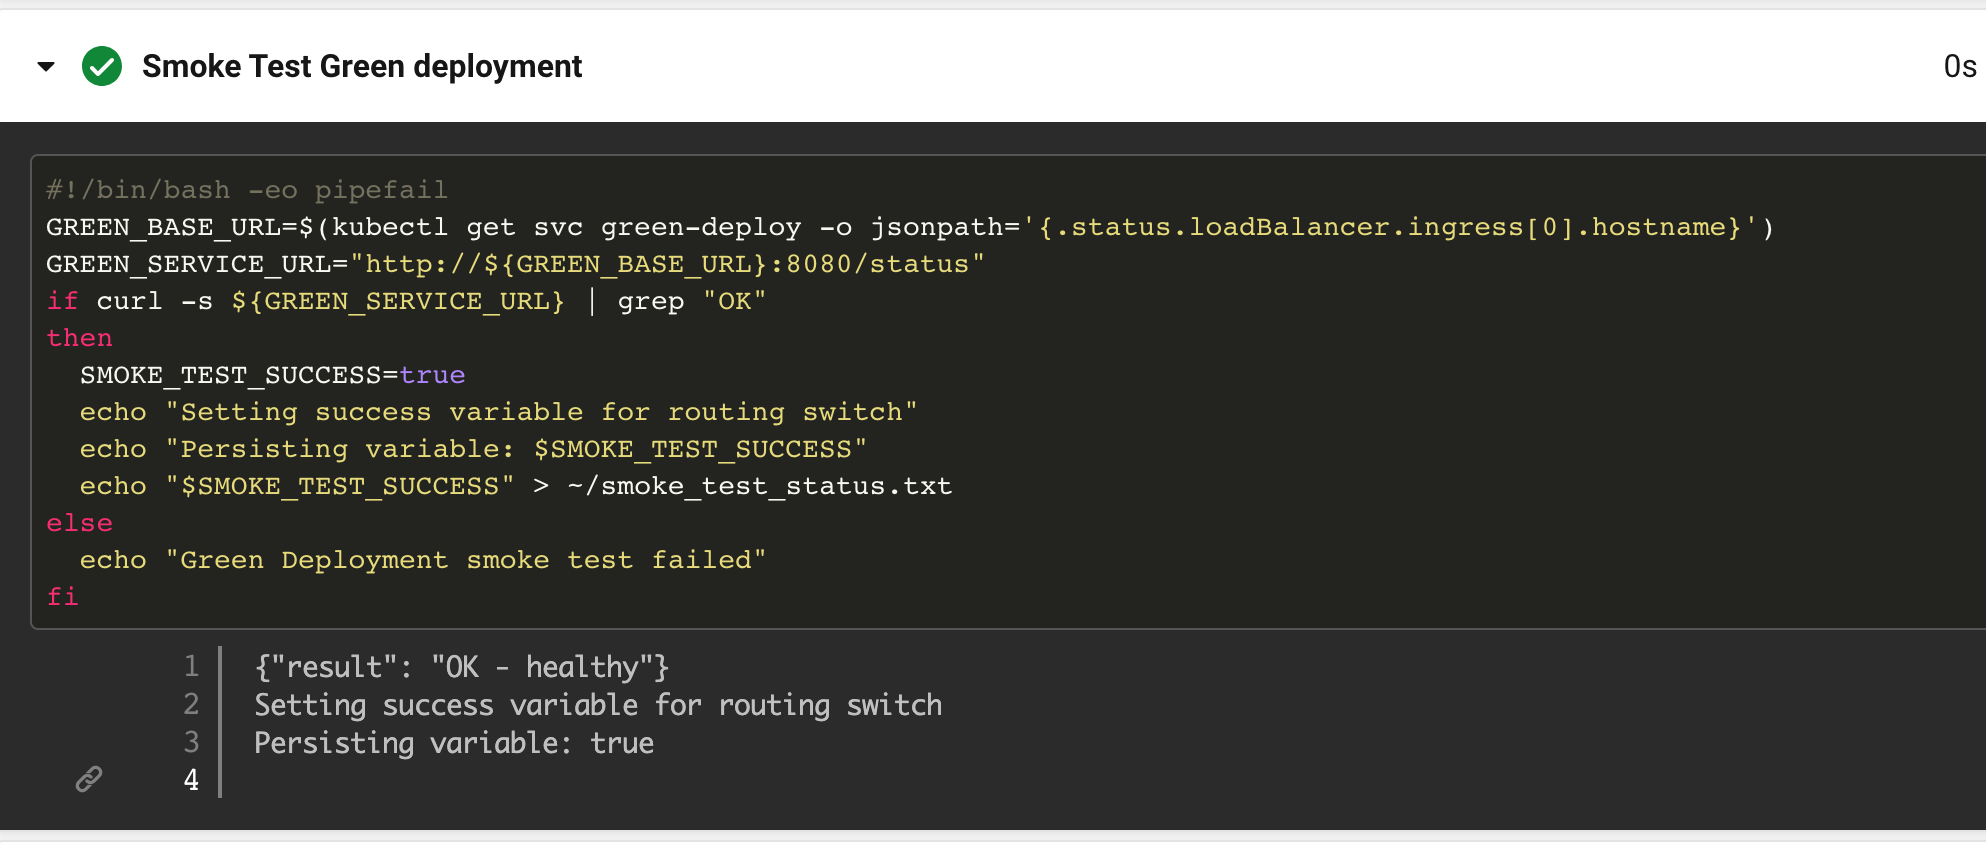 Smoke Test Green deployment
0s
#!/bin/bash -eo pipefail
GREEN_BASE_URL=$(kubectl get svc green-deploy -o jsonpath='{.status.loadBalancer.ingress[0].hostname}')
GREEN_SERVICE_URL="http://${GREEN_BASE_URL}:8080/status"
if curl -s ${GREEN_SERVICE_URL} | grep "OK"
then
  SMOKE_TEST_SUCCESS=true
  echo "Setting success variable for routing switch"
  echo "Persisting variable: $SMOKE_TEST_SUCCESS"
  echo "$SMOKE_TEST_SUCCESS" > ~/smoke_test_status.txt
else
  echo "Green Deployment smoke test failed"
fi
1 {"result": "OK - healthy"}
2 Setting success variable for routing switch
3 Persisting variable: true
4